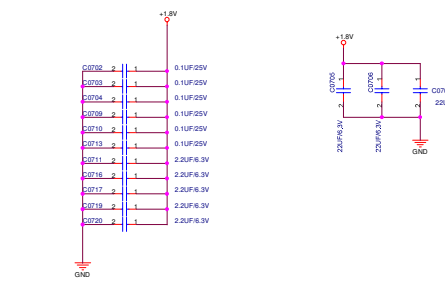 +1.8V
C0702 2 1 0.1UF/25V
C0703 2 1 0.1UF/25V
C0704 2 1 0.1UF/25V
C0709 2 1 0.1UF/25V
C0710 2 1 0.1UF/25V
C0713 2 1 0.1UF/25V
C0711 2 1 2.2UF/6.3V
C0716 2 1 2.2UF/6.3V
C0717 2 1 2.2UF/6.3V
C0719 2 1 2.2UF/6.3V
C0720 2 1 2.2UF/6.3V
GND
+1.8V
C0705 1 2 22UF/6.3V
C0706 1 2 22UF/6.3V
1 2
GND